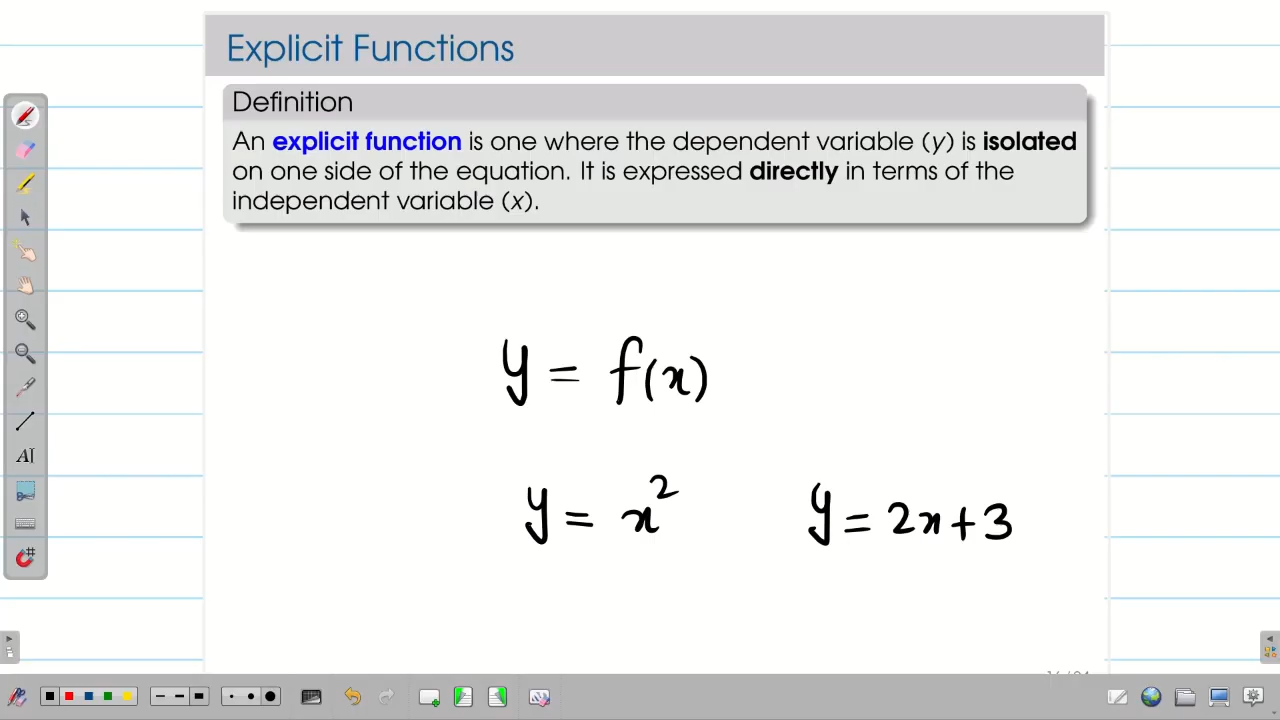 Explicit Functions
Definition
An explicit function is one where the dependent variable (y) is isolated
on one side of the equation. It is expressed directly in terms of the
independent variable (x).
y = f(x)
y = x² y = 2x+3
AI